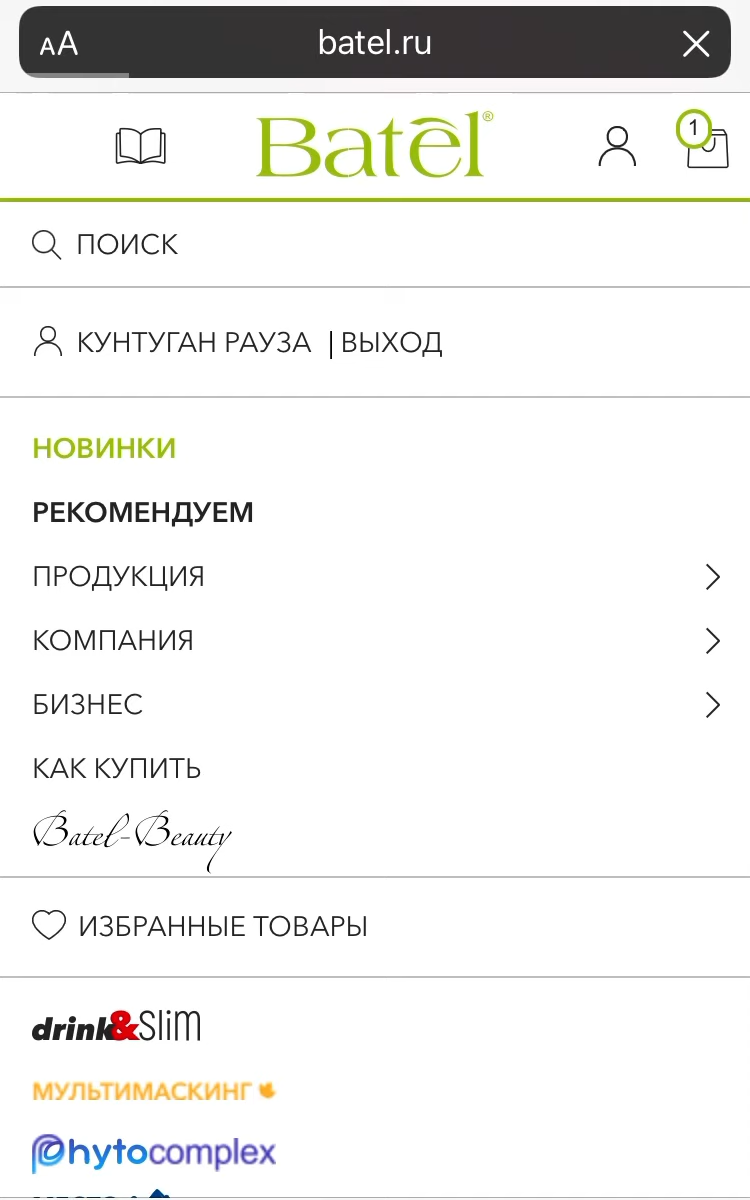 AA batel.ru
Batel® 1
ПОИСК
КУНТУГАН РАУЗА | ВЫХОД
НОВИНКИ
РЕКОМЕНДУЕМ
ПРОДУКЦИЯ
КОМПАНИЯ
БИЗНЕС
КАК КУПИТЬ
Batel-Beauty
ИЗБРАННЫЕ ТОВАРЫ
drink&Slim
МУЛЬТИМАСКИНГ
Phytocomplex